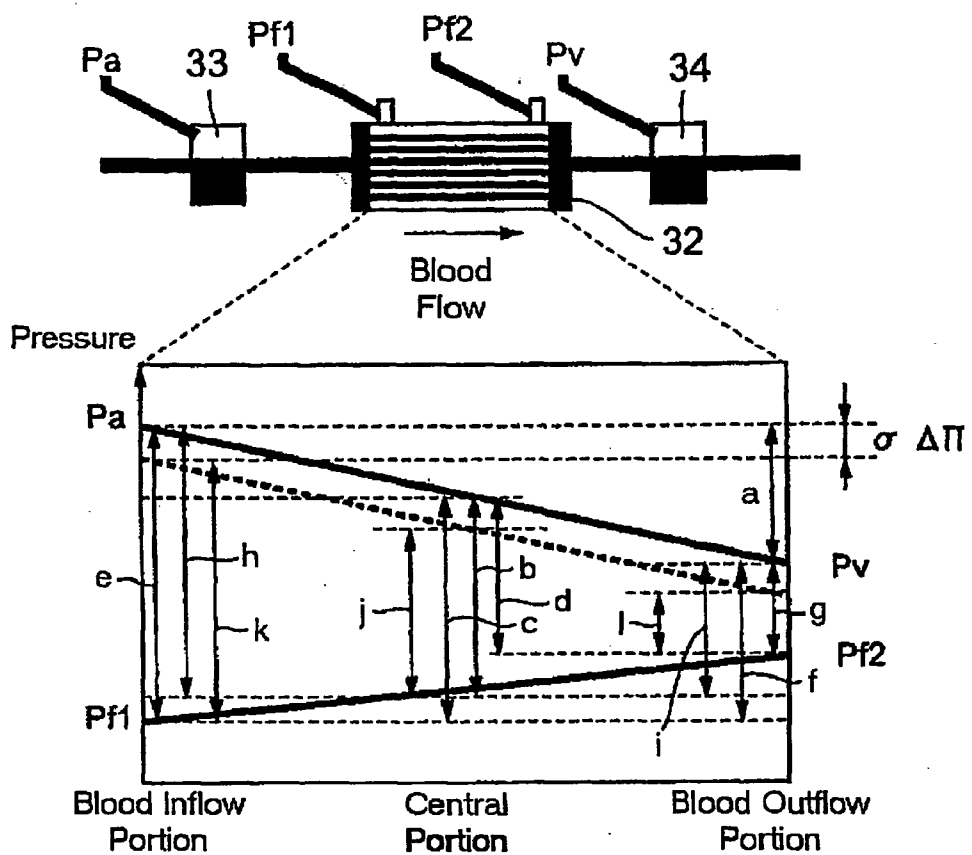 Pa
33
Pf1
Pf2
Pv
34
32
Blood
Flow
Pressure
Pa
σ ΔΠ
a
h
e
k
j
b
d
c
l
i
g
f
Pv
Pf2
Pf1
Blood Inflow
Portion
Central
Portion
Blood Outflow
Portion